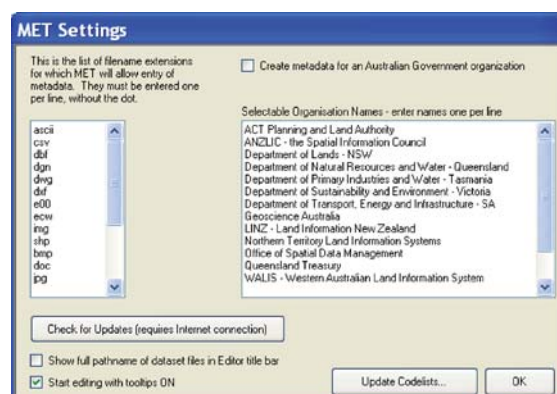 MET Settings
This is the list of filename extensions
for which MET will allow entry of
metadata. They must be entered one
per line, without the dot.
ascii
csv
dbf
dgn
dwg
dxf
e00
ecw
img
shp
bmp
doc
jpg
Create metadata for an Australian Government organization
Selectable Organisation Names - enter names one per line
ACT Planning and Land Authority
ANZLIC - the Spatial Information Council
Department of Lands - NSW
Department of Natural Resources and Water - Queensland
Department of Primary Industries and Water - Tasmania
Department of Sustainability and Environment - Victoria
Department of Transport, Energy and Infrastructure - SA
Geoscience Australia
LINZ - Land Information New Zealand
Northern Territory Land Information Systems
Office of Spatial Data Management
Queensland Treasury
WALIS - Western Australian Land Information System
Check for Updates (requires Internet connection)
Show full pathname of dataset files in Editor title bar
Start editing with tooltips ON
Update Codelists...
OK